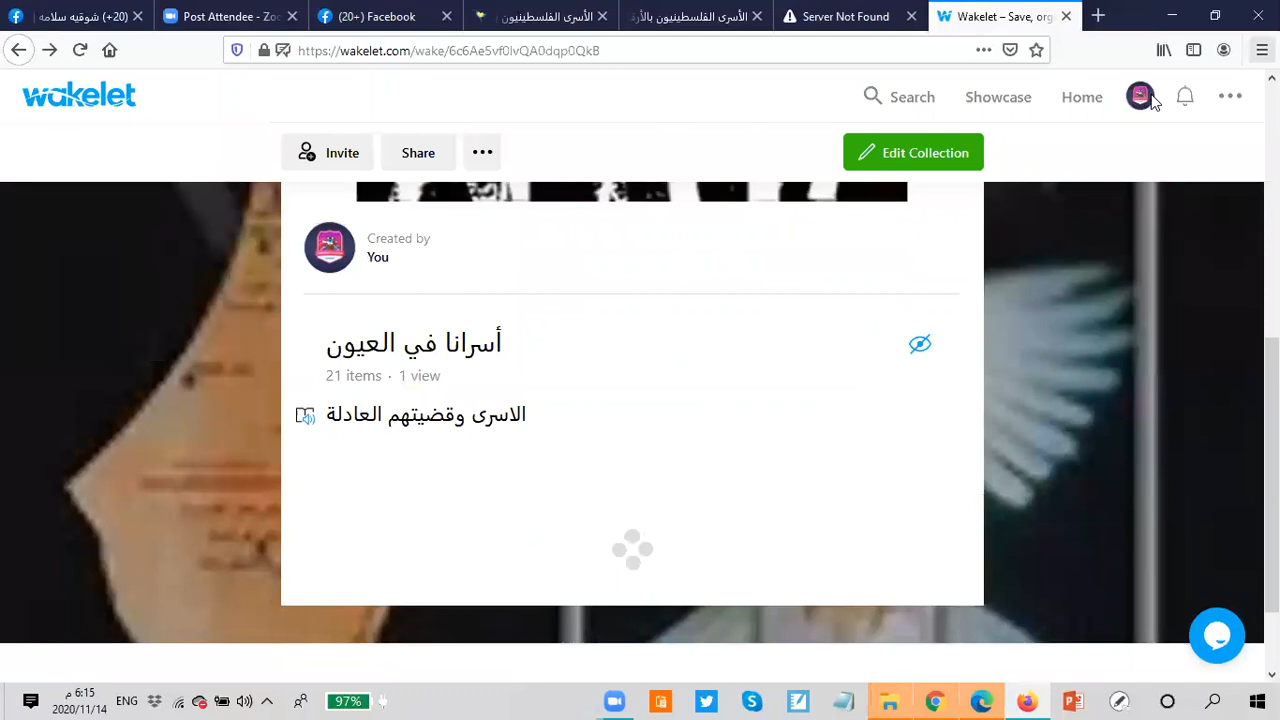 شوقيه سلامه (20+)
Post Attendee - Zoo
(20+) Facebook
الأسرى الفلسطينيون
الأسرى الفلسطينيون بالأرق
Server Not Found
Wakelet – Save, org
https://wakelet.com/wake/6c6Ae5vf0lvQA0dqp0QkB
wakelet
Search
Showcase
Home
Invite
Share
Edit Collection
Created by
You
أسرانا في العيون
21 items · 1 view
الاسرى وقضيتهم العادلة
6:15 م
2020/11/14
ENG
97%